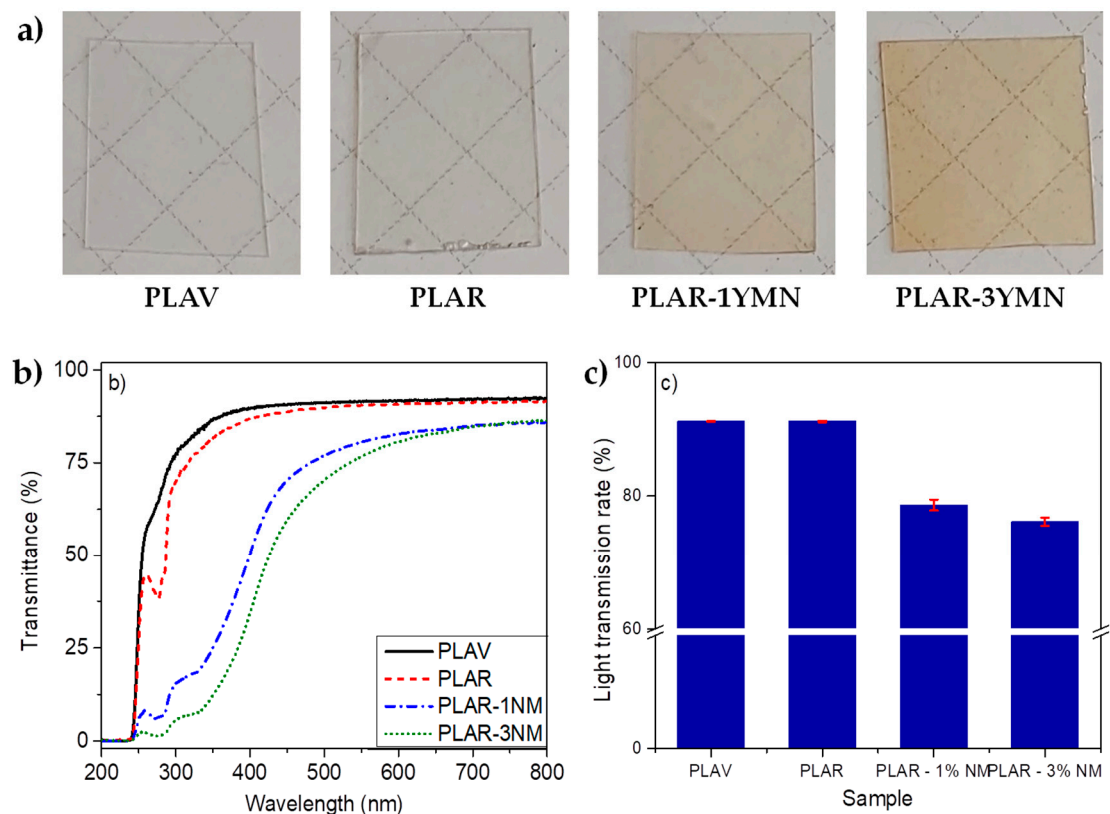 a)
PLAV PLAR PLAR-1YMN PLAR-3YMN
b)
b)
100
75
50
25
0
Transmittance (%)
200 300 400 500 600 700 800
Wavelength (nm)
PLAV
PLAR
PLAR-1NM
PLAR-3NM
c)
c)
100
80
60
0
Light transmission rate (%)
PLAV PLAR PLAR - 1% NM PLAR - 3% NM
Sample